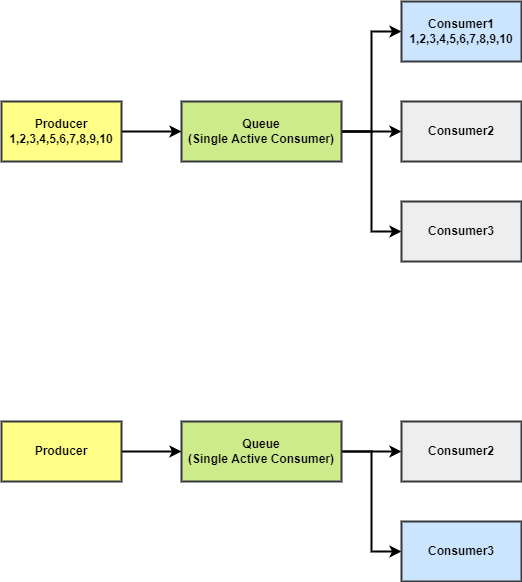 Consumer1
1,2,3,4,5,6,7,8,9,10
Producer
1,2,3,4,5,6,7,8,9,10
Queue
(Single Active Consumer)
Consumer2
Consumer3
Producer
Queue
(Single Active Consumer)
Consumer2
Consumer3